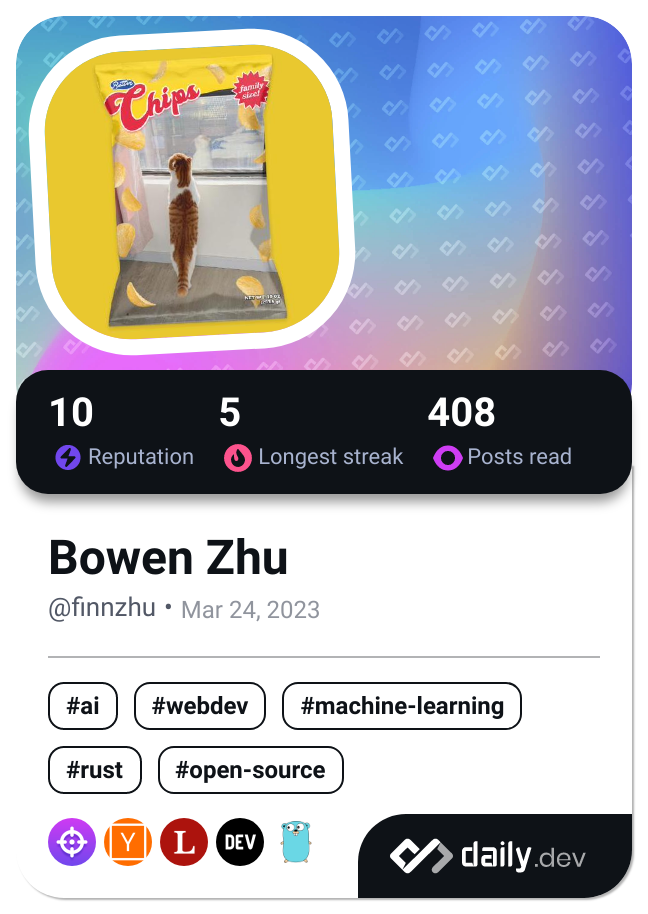 Chips
family
size!
10
5
408
Reputation
Longest streak
Posts read
Bowen Zhu
@finnzhu • Mar 24, 2023
#ai
#webdev
#machine-learning
#rust
#open-source
Y
L
DEV
daily.dev